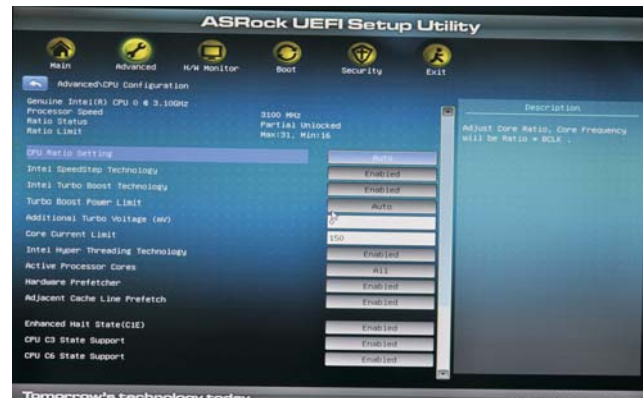 ASRock UEFI Setup Utility
Main Advanced H/W Monitor Boot Security Exit
Advanced\CPU Configuration
Genuine Intel(R) CPU 0 @ 3.10GHz
Processor Speed 3100 MHz
Ratio Status Partial Unlocked
Ratio Limit Max:31, Min:16
CPU Ratio Setting Auto
Intel SpeedStep Technology Enabled
Intel Turbo Boost Technology Enabled
Turbo Boost Power Limit Auto
Additional Turbo Voltage (mV) 0
Core Current Limit 150
Intel Hyper Threading Technology Enabled
Active Processor Cores All
Hardware Prefetcher Enabled
Adjacent Cache Line Prefetch Enabled
Enhanced Halt State(C1E) Enabled
CPU C3 State Support Enabled
CPU C6 State Support Enabled
Description
Adjust Core Ratio, Core Frequency
will be Ratio * BCLK .
Tomorrow's technology today